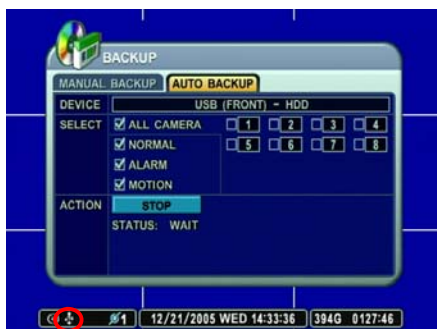 BACKUP
MANUAL BACKUP AUTO BACKUP
DEVICE USB (FRONT) - HDD
SELECT ALL CAMERA 1 2 3 4
NORMAL 5 6 7 8
ALARM
MOTION
ACTION STOP
STATUS: WAIT
1 12/21/2005 WED 14:33:36 394G 0127:46